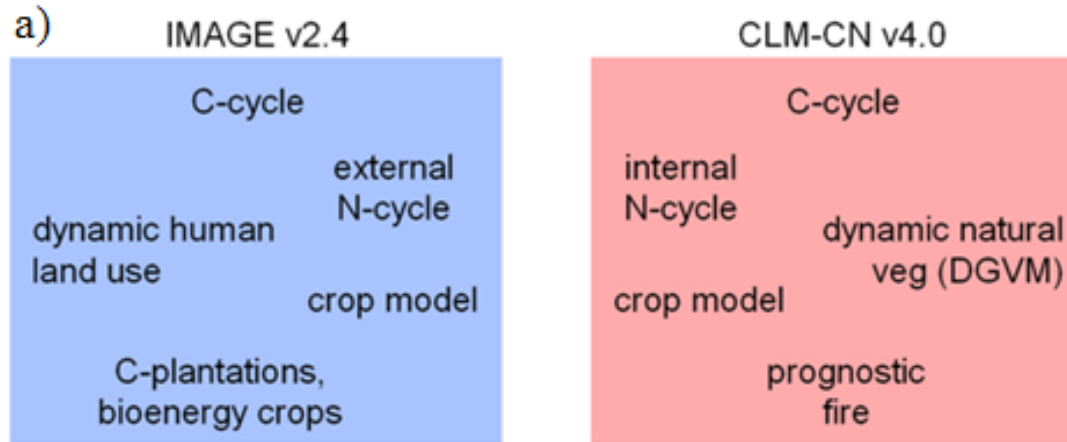 a)
IMAGE v2.4
C-cycle
external
N-cycle
dynamic human
land use
crop model
C-plantations,
bioenergy crops
CLM-CN v4.0
C-cycle
internal
N-cycle
dynamic natural
veg (DGVM)
crop model
prognostic
fire